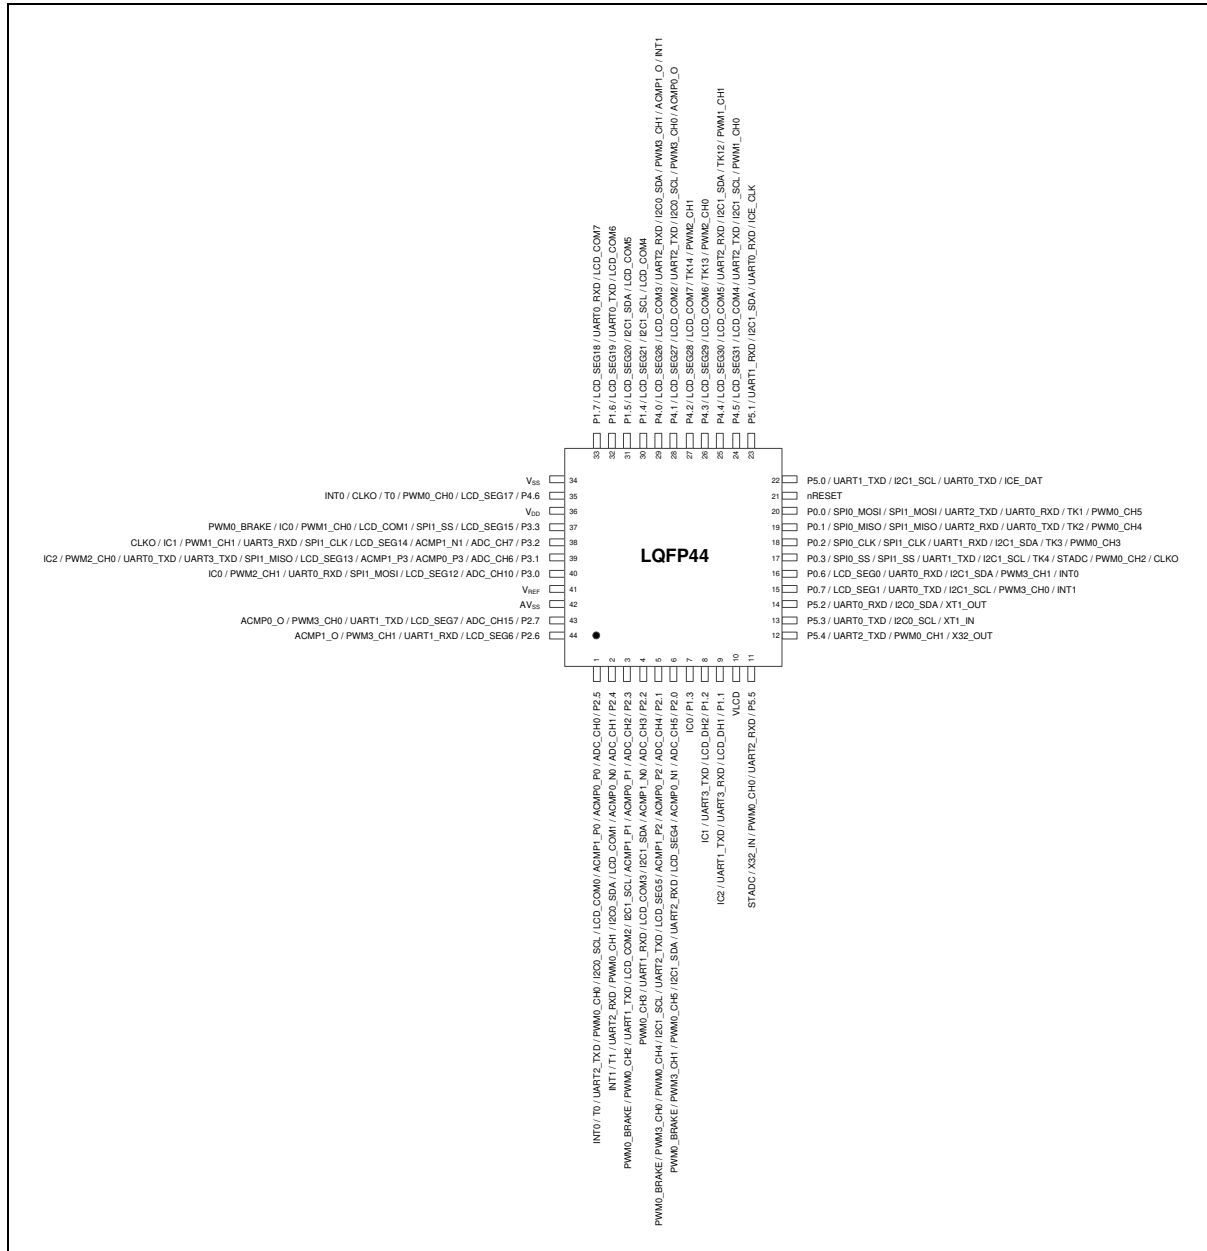 P1.7 / LCD_SEG18 / UART0_RXD / LCD_COM7
P1.6 / LCD_SEG19 / UART0_TXD / LCD_COM6
P1.5 / LCD_SEG20 / I2C1_SDA / LCD_COM5
P1.4 / LCD_SEG21 / I2C1_SCL / LCD_COM4
P4.0 / LCD_SEG26 / LCD_COM3 / UART2_RXD / I2C0_SDA / PWM3_CH1 / ACMP1_O / INT1
P4.1 / LCD_SEG27 / LCD_COM2 / UART2_TXD / I2C0_SCL / PWM3_CH0 / ACMP0_O
P4.2 / LCD_SEG28 / LCD_COM7 / TK14 / PWM2_CH1
P4.3 / LCD_SEG29 / LCD_COM6 / TK13 / PWM2_CH0
P4.4 / LCD_SEG30 / LCD_COM5 / UART2_RXD / I2C1_SDA / TK12 / PWM1_CH1
P4.5 / LCD_SEG31 / LCD_COM4 / UART2_TXD / I2C1_SCL / PWM1_CH0
P5.1 / UART1_RXD / I2C1_SDA / UART0_RXD / ICE_CLK
33 32 31 30 29 28 27 26 25 24 23
VSS 34
INT0 / CLKO / T0 / PWM0_CH0 / LCD_SEG17 / P4.6 35
VDD 36
PWM0_BRAKE / IC0 / PWM1_CH0 / LCD_COM1 / SPI1_SS / LCD_SEG15 / P3.3 37
CLKO / IC1 / PWM1_CH1 / UART3_RXD / SPI1_CLK / LCD_SEG14 / ACMP1_N1 / ADC_CH7 / P3.2 38
IC2 / PWM2_CH0 / UART0_TXD / UART3_TXD / SPI1_MISO / LCD_SEG13 / ACMP1_P3 / ACMP0_P3 / ADC_CH6 / P3.1 39
IC0 / PWM2_CH1 / UART0_RXD / SPI1_MOSI / LCD_SEG12 / ADC_CH10 / P3.0 40
VREF 41
AVSS 42
ACMP0_O / PWM3_CH0 / UART1_TXD / LCD_SEG7 / ADC_CH15 / P2.7 43
ACMP1_O / PWM3_CH1 / UART1_RXD / LCD_SEG6 / P2.6 44
LQFP44
22 P5.0 / UART1_TXD / I2C1_SCL / UART0_TXD / ICE_DAT
21 nRESET
20 P0.0 / SPI0_MOSI / SPI1_MOSI / UART2_TXD / UART0_RXD / TK1 / PWM0_CH5
19 P0.1 / SPI0_MISO / SPI1_MISO / UART2_RXD / UART0_TXD / TK2 / PWM0_CH4
18 P0.2 / SPI0_CLK / SPI1_CLK / UART1_RXD / I2C1_SDA / TK3 / PWM0_CH3
17 P0.3 / SPI0_SS / SPI1_SS / UART1_TXD / I2C1_SCL / TK4 / STADC / PWM0_CH2 / CLKO
16 P0.6 / LCD_SEG0 / UART0_RXD / I2C1_SDA / PWM3_CH1 / INT0
15 P0.7 / LCD_SEG1 / UART0_TXD / I2C1_SCL / PWM3_CH0 / INT1
14 P5.2 / UART0_RXD / I2C0_SDA / XT1_OUT
13 P5.3 / UART0_TXD / I2C0_SCL / XT1_IN
12 P5.4 / UART2_TXD / PWM0_CH1 / X32_OUT
1 2 3 4 5 6 7 8 9 10 11
INT0 / T0 / UART2_TXD / PWM0_CH0 / I2C0_SCL / LCD_COM0 / ACMP1_P0 / ACMP0_P0 / ADC_CH0 / P2.5
INT1 / T1 / UART2_RXD / PWM0_CH1 / I2C0_SDA / LCD_COM1 / ACMP0_N0 / ADC_CH1 / P2.4
PWM0_BRAKE / PWM0_CH2 / UART1_TXD / LCD_COM2 / I2C1_SCL / ACMP1_P1 / ACMP0_P1 / ADC_CH2 / P2.3
PWM0_CH3 / UART1_RXD / LCD_COM3 / I2C1_SDA / ACMP1_N0 / ADC_CH3 / P2.2
PWM0_BRAKE / PWM3_CH0 / PWM0_CH4 / I2C1_SCL / UART2_TXD / LCD_SEG5 / ACMP1_P2 / ACMP0_P2 / ADC_CH4 / P2.1
PWM0_BRAKE / PWM3_CH1 / PWM0_CH5 / I2C1_SDA / UART2_RXD / LCD_SEG4 / ACMP0_N1 / ADC_CH5 / P2.0
IC0 / P1.3
IC1 / UART3_TXD / LCD_DH2 / P1.2
IC2 / UART1_TXD / UART3_RXD / LCD_DH1 / P1.1
VLCD
STADC / X32_IN / PWM0_CH0 / UART2_RXD / P5.5